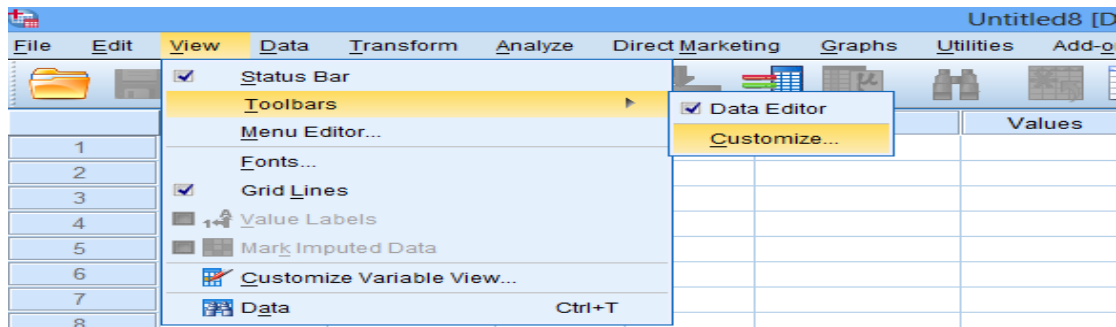 Untitled8 [D
File Edit View Data Transform Analyze Direct Marketing Graphs Utilities Add-o
Status Bar
Toolbars
Data Editor
Menu Editor...
Customize...
Values
Fonts...
Grid Lines
Value Labels
Mark Imputed Data
Customize Variable View...
Data Ctrl+T
1
2
3
4
5
6
7
8